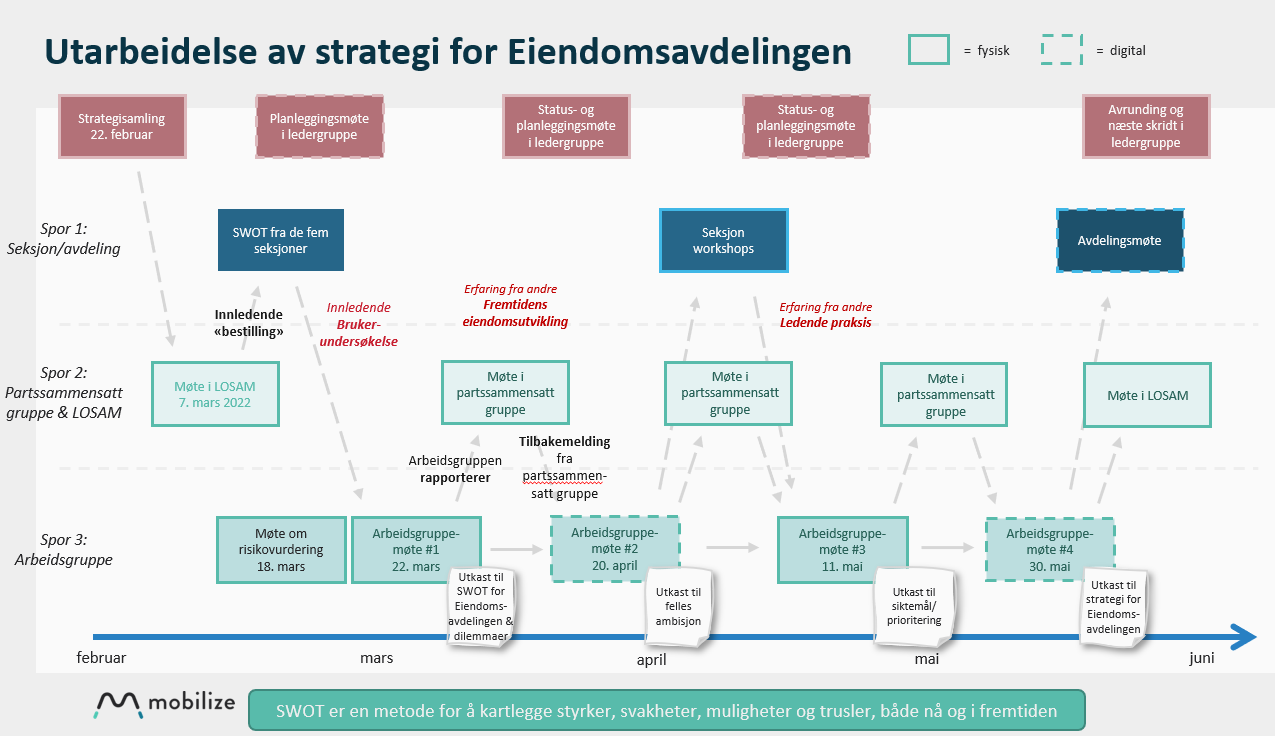 Utarbeidelse av strategi for Eiendomsavdelingen
= fysisk
= digital
Strategisamling
22. februar
Planleggingsmøte
i ledergruppe
Status- og
planleggingsmøte
i ledergruppe
Status- og
planleggingsmøte
i ledergruppe
Avrunding og
næste skridt i
ledergruppe
Spor 1:
Seksjon/avdeling
SWOT fra de fem
seksjoner
Seksjon
workshops
Avdelingsmøte
Innledende
«bestilling»
Innledende
Bruker-
undersøkelse
Erfaring fra andre
Fremtidens
eiendomsutvikling
Erfaring fra andre
Ledende praksis
Spor 2:
Partssammensatt
gruppe & LOSAM
Møte i LOSAM
7. mars 2022
Møte i
partssammensatt
gruppe
Møte i
partssammensatt
gruppe
Møte i
partssammensatt
gruppe
Møte i LOSAM
Arbeidsgruppen
rapporterer
Tilbakemelding
fra
partssammen-
satt gruppe
Spor 3:
Arbeidsgruppe
Møte om
risikovurdering
18. mars
Arbeidsgruppe-
møte #1
22. mars
Arbeidsgruppe-
møte #2
20. april
Arbeidsgruppe-
møte #3
11. mai
Arbeidsgruppe-
møte #4
30. mai
Utkast til
SWOT for
Eiendoms-
avdelingen &
dilemmaer
Utkast til
felles
ambisjon
Utkast til
siktemål/
prioritering
Utkast til
strategi for
Eiendoms-
avdelingen
februar
mars
april
mai
juni
mobilize
SWOT er en metode for å kartlegge styrker, svakheter, muligheter og trusler, både nå og i fremtiden